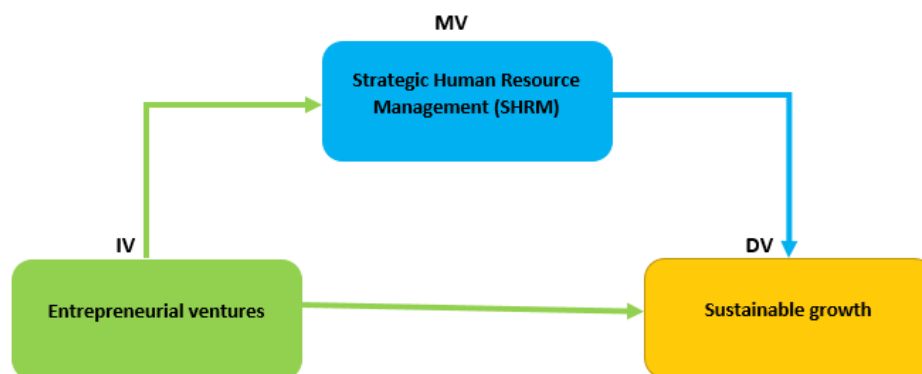 MV
Strategic Human Resource
Management (SHRM)
IV
DV
Entrepreneurial ventures
Sustainable growth